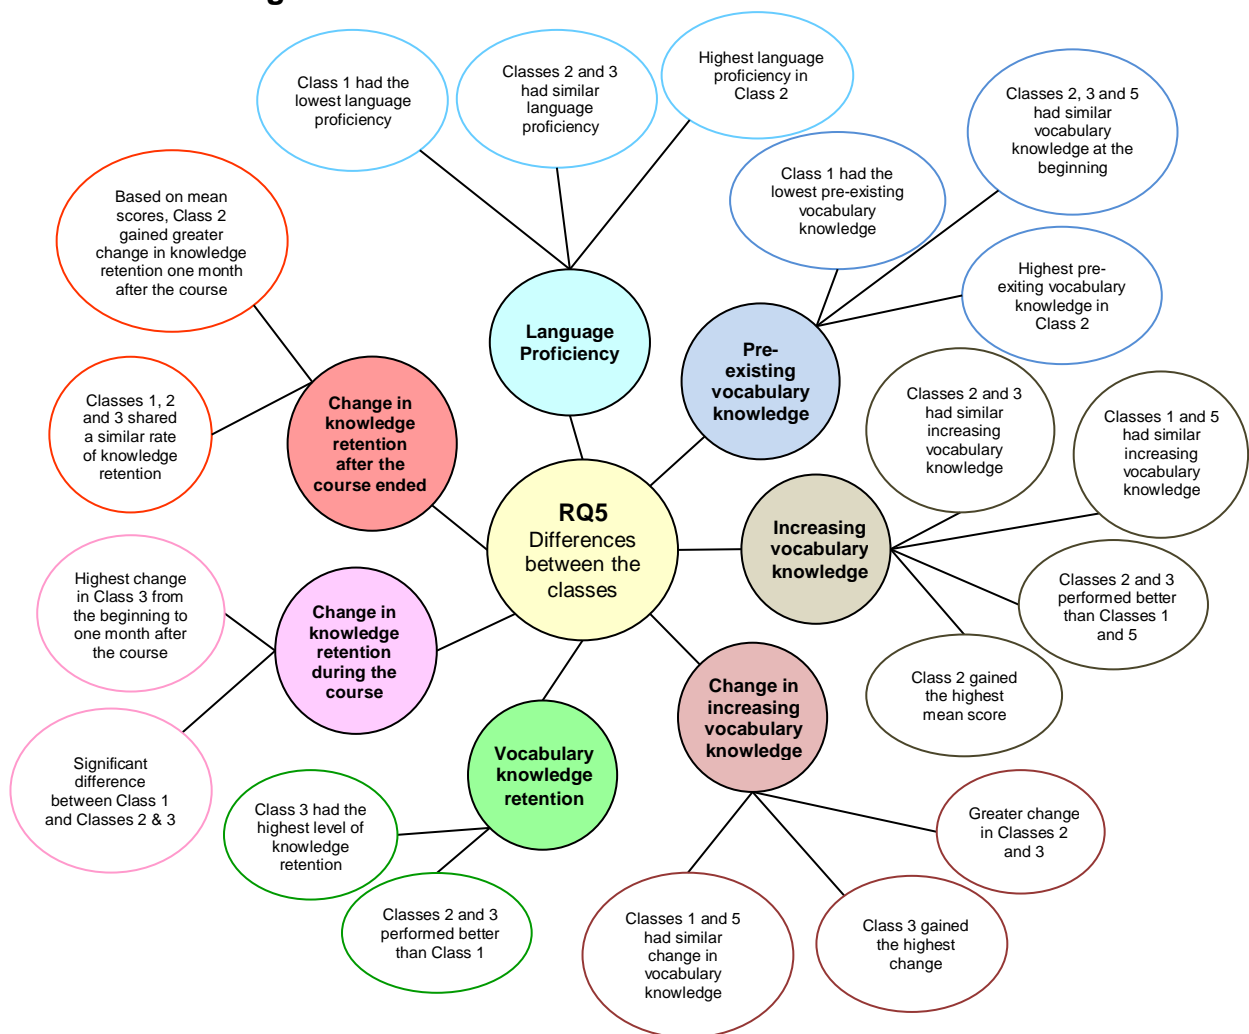 g
Class 1 had the
lowest language
proficiency
Classes 2 and 3
had similar
language
proficiency
Highest language
proficiency in
Class 2
Classes 2, 3 and 5
had similar
vocabulary
knowledge at the
beginning
Class 1 had the
lowest pre-existing
vocabulary
knowledge
Highest pre-
exiting vocabulary
knowledge in
Class 2
Based on mean
scores, Class 2
gained greater
change in knowledge
retention one month
after the course
Language
Proficiency
Pre-
existing
vocabulary
knowledge
Classes 1, 2
and 3 shared
a similar rate
of knowledge
retention
Change in
knowledge
retention
after the
course ended
Classes 2 and 3
had similar
increasing
vocabulary
knowledge
Classes 1 and 5
had similar
increasing
vocabulary
knowledge
RQ5
Differences
between the
classes
Increasing
vocabulary
knowledge
Classes 2 and 3
performed better
than Classes 1
and 5
Class 2 gained
the highest
mean score
Highest change
in Class 3 from
the beginning to
one month after
the course
Change in
knowledge
retention
during the
course
Significant
difference
between Class 1
and Classes 2 & 3
Change in
increasing
vocabulary
knowledge
Vocabulary
knowledge
retention
Class 3 had the
highest level of
knowledge
retention
Classes 2 and 3
performed better
than Class 1
Greater change
in Classes 2
and 3
Classes 1 and 5
had similar
change in
vocabulary
knowledge
Class 3 gained
the highest
change